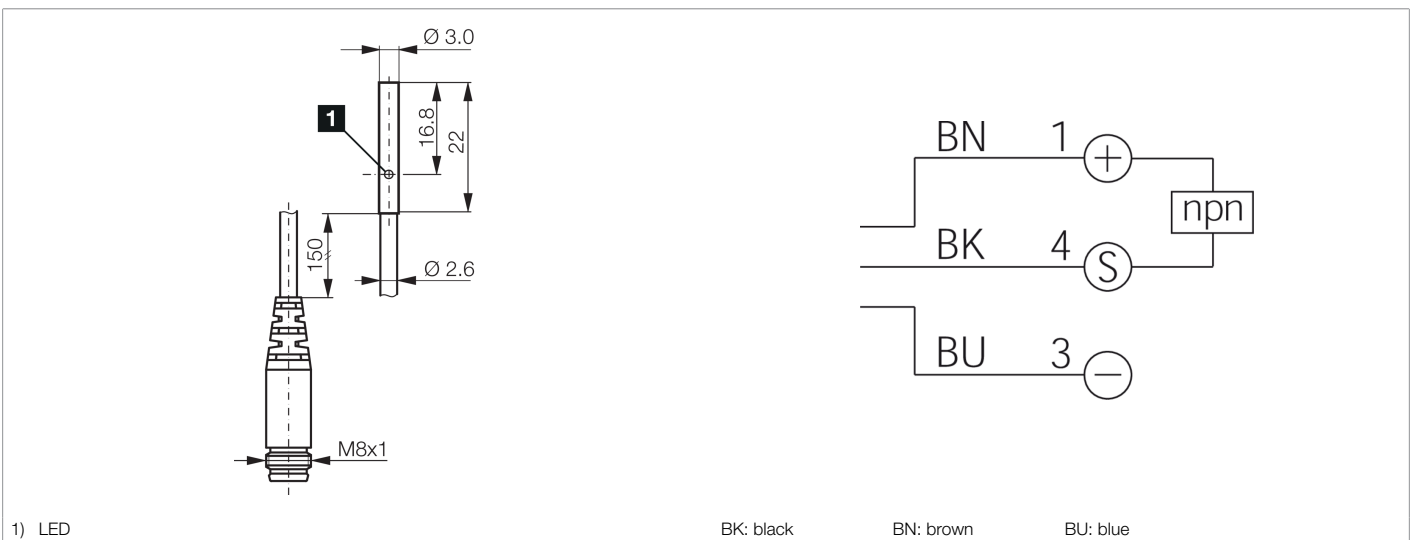 Ø 3.0
1
16.8
22
150
Ø 2.6
M8x1
BN 1 +
npn
BK 4 S
BU 3 −
1) LED
BK: black BN: brown BU: blue